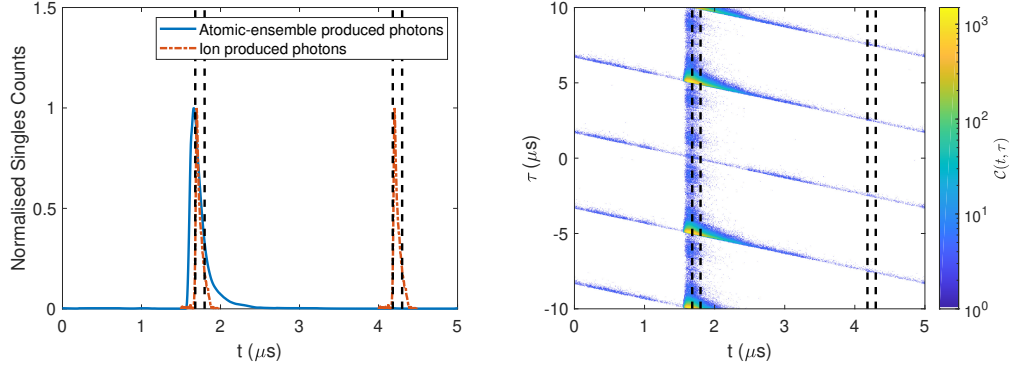 1.5
1
0.5
0
Normalised Singles Counts
Atomic-ensemble produced photons
Ion produced photons
0 1 2 3 4 5
t (μs)
10
5
0
-5
-10
τ (μs)
0 1 2 3 4 5
t (μs)
10³
10²
10¹
10⁰
𝒞(t, τ)